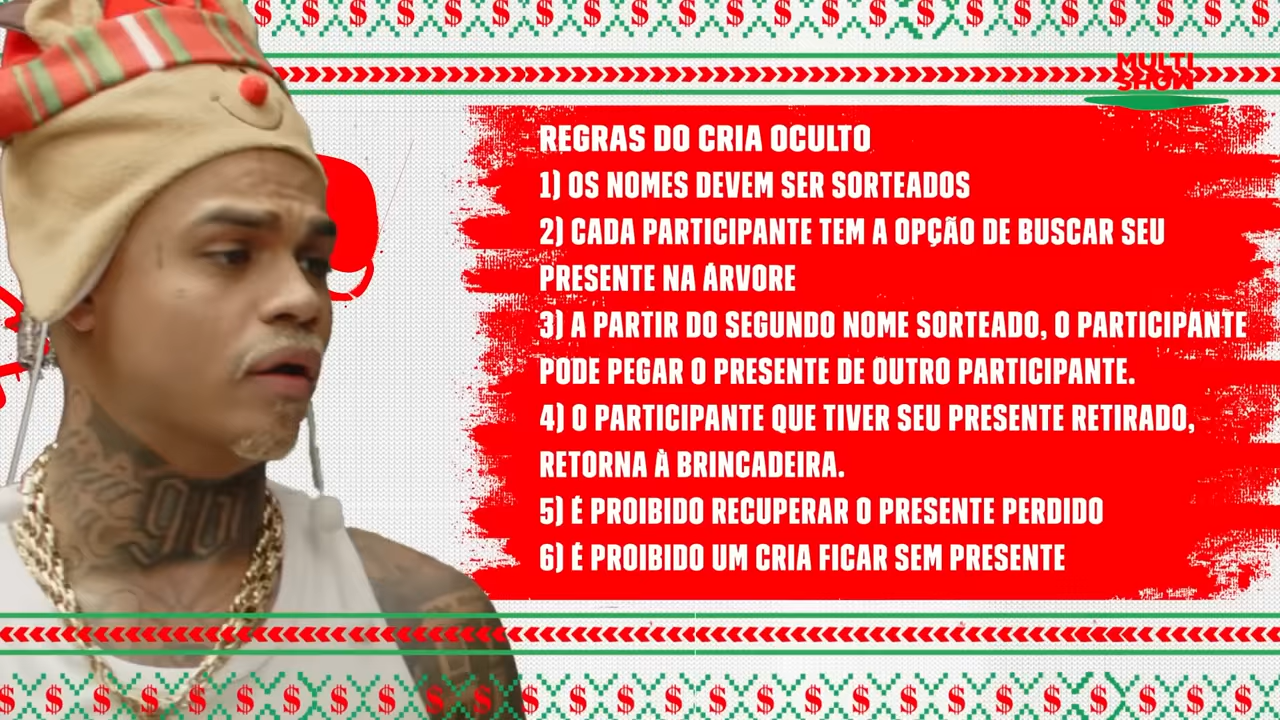 MULTI
SHOW
REGRAS DO CRIA OCULTO
1) OS NOMES DEVEM SER SORTEADOS
2) CADA PARTICIPANTE TEM A OPÇÃO DE BUSCAR SEU
PRESENTE NA ÁRVORE
3) A PARTIR DO SEGUNDO NOME SORTEADO, O PARTICIPANTE
PODE PEGAR O PRESENTE DE OUTRO PARTICIPANTE.
4) O PARTICIPANTE QUE TIVER SEU PRESENTE RETIRADO,
RETORNA À BRINCADEIRA.
5) É PROIBIDO RECUPERAR O PRESENTE PERDIDO
6) É PROIBIDO UM CRIA FICAR SEM PRESENTE